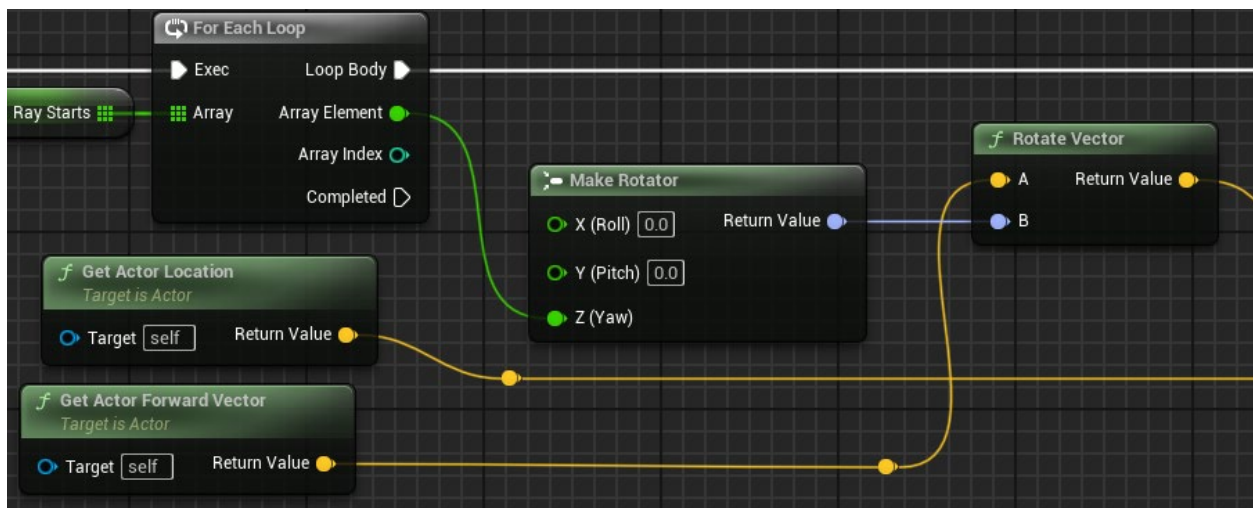 For Each Loop
Exec
Loop Body
Ray Starts
Array
Array Element
Array Index
Completed
Make Rotator
X (Roll) 0.0
Return Value
Y (Pitch) 0.0
Z (Yaw)
Rotate Vector
A
Return Value
B
Get Actor Location
Target is Actor
Target self
Return Value
Get Actor Forward Vector
Target is Actor
Target self
Return Value